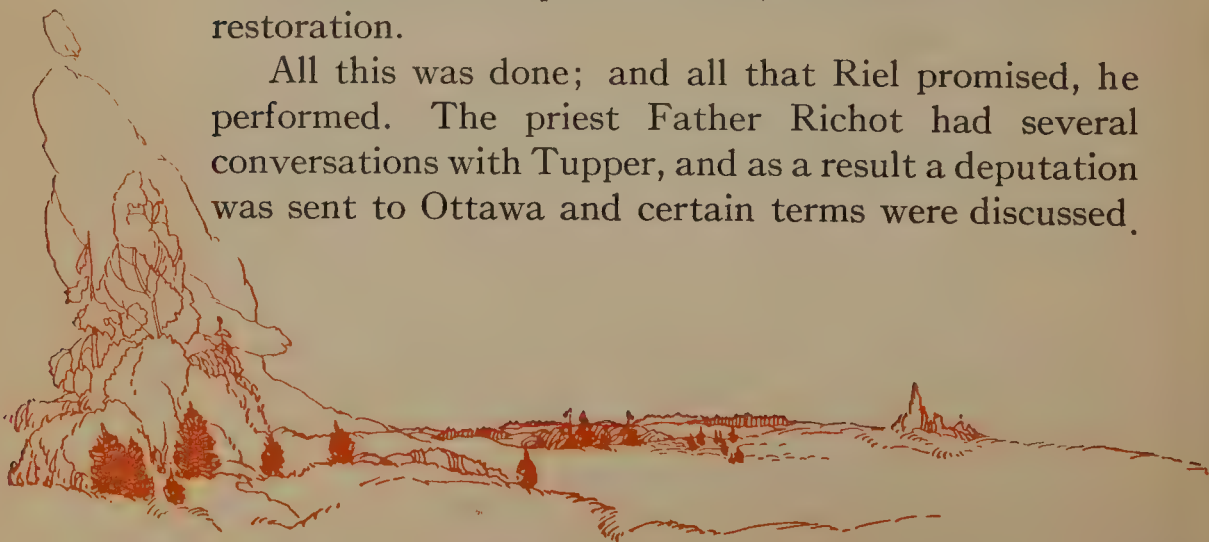 restoration.
All this was done; and all that Riel promised, he
performed. The priest Father Richot had several
conversations with Tupper, and as a result a deputation
was sent to Ottawa and certain terms were discussed.